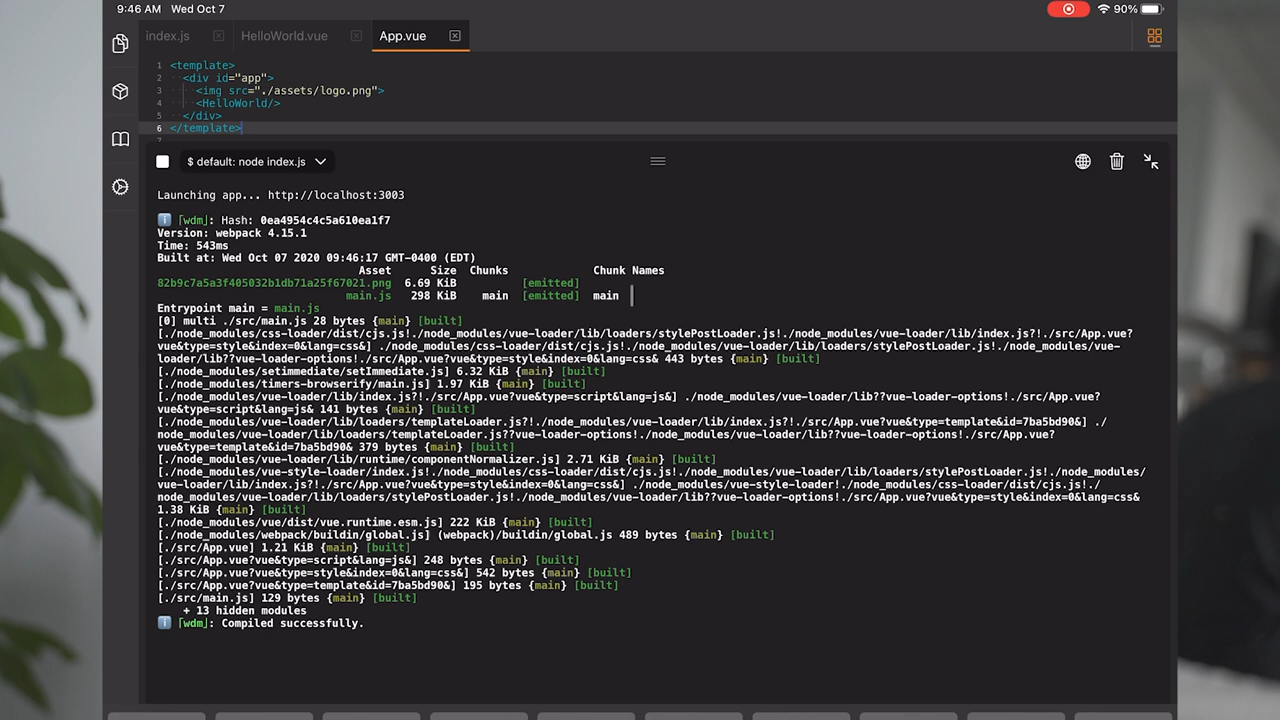 9:46 AM Wed Oct 7
90%
index.js
HelloWorld.vue
App.vue
1 <template>
2 <div id="app">
3 <img src="./assets/logo.png">
4 <HelloWorld/>
5 </div>
6 </template>
$ default: node index.js
Launching app... http://localhost:3003
ℹ 「wdm」: Hash: 0ea4954c4c5a610ea1f7
Version: webpack 4.15.1
Time: 543ms
Built at: Wed Oct 07 2020 09:46:17 GMT-0400 (EDT)
Asset Size Chunks Chunk Names
82b9c7a5a3f405032b1db71a25f67021.png 6.69 KiB [emitted]
main.js 298 KiB main [emitted] main
Entrypoint main = main.js
[0] multi ./src/main.js 28 bytes {main} [built]
[./node_modules/css-loader/dist/cjs.js!./node_modules/vue-loader/lib/loaders/stylePostLoader.js!./node_modules/vue-loader/lib/index.js?!./src/App.vue?
vue&type=style&index=0&lang=css&] ./node_modules/css-loader/dist/cjs.js!./node_modules/vue-loader/lib/loaders/stylePostLoader.js!./node_modules/vue-
loader/lib??vue-loader-options!./src/App.vue?vue&type=style&index=0&lang=css& 443 bytes {main} [built]
[./node_modules/setimmediate/setImmediate.js] 6.32 KiB {main} [built]
[./node_modules/timers-browserify/main.js] 1.97 KiB {main} [built]
[./node_modules/vue-loader/lib/index.js?!./src/App.vue?vue&type=script&lang=js&] ./node_modules/vue-loader/lib??vue-loader-options!./src/App.vue?
vue&type=script&lang=js& 141 bytes {main} [built]
[./node_modules/vue-loader/lib/loaders/templateLoader.js?!./node_modules/vue-loader/lib/index.js?!./src/App.vue?vue&type=template&id=7ba5bd90&] ./
node_modules/vue-loader/lib/loaders/templateLoader.js??vue-loader-options!./node_modules/vue-loader/lib??vue-loader-options!./src/App.vue?
vue&type=template&id=7ba5bd90& 379 bytes {main} [built]
[./node_modules/vue-loader/lib/runtime/componentNormalizer.js] 2.71 KiB {main} [built]
[./node_modules/vue-style-loader/index.js!./node_modules/css-loader/dist/cjs.js!./node_modules/vue-loader/lib/loaders/stylePostLoader.js!./node_modules/
vue-loader/lib/index.js?!./src/App.vue?vue&type=style&index=0&lang=css&] ./node_modules/vue-style-loader!./node_modules/css-loader/dist/cjs.js!./
node_modules/vue-loader/lib/loaders/stylePostLoader.js!./node_modules/vue-loader/lib??vue-loader-options!./src/App.vue?vue&type=style&index=0&lang=css&
1.38 KiB {main} [built]
[./node_modules/vue/dist/vue.runtime.esm.js] 222 KiB {main} [built]
[./node_modules/webpack/buildin/global.js] (webpack)/buildin/global.js 489 bytes {main} [built]
[./src/App.vue] 1.21 KiB {main} [built]
[./src/App.vue?vue&type=script&lang=js&] 248 bytes {main} [built]
[./src/App.vue?vue&type=style&index=0&lang=css&] 542 bytes {main} [built]
[./src/App.vue?vue&type=template&id=7ba5bd90&] 195 bytes {main} [built]
[./src/main.js] 129 bytes {main} [built]
+ 13 hidden modules
ℹ 「wdm」: Compiled successfully.